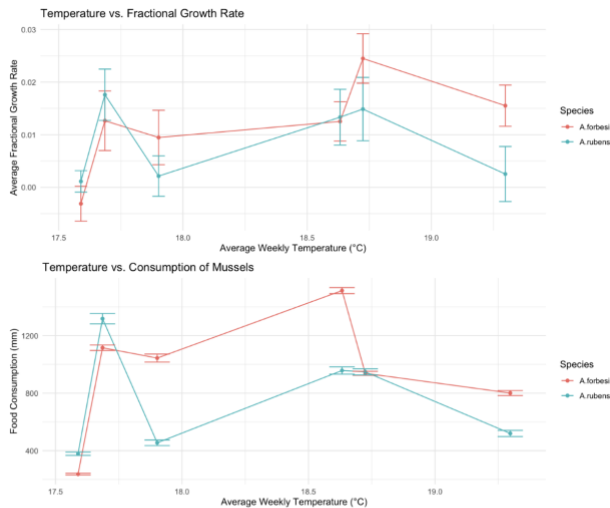 Temperature vs. Fractional Growth Rate
0.03
0.02
0.01
0.00
Average Fractional Growth Rate
17.5 18.0 18.5 19.0
Average Weekly Temperature (°C)
Species
A.forbesi
A.rubens
Temperature vs. Consumption of Mussels
1200
800
400
Food Consumption (mm)
17.5 18.0 18.5 19.0
Average Weekly Temperature (°C)
Species
A.forbesi
A.rubens